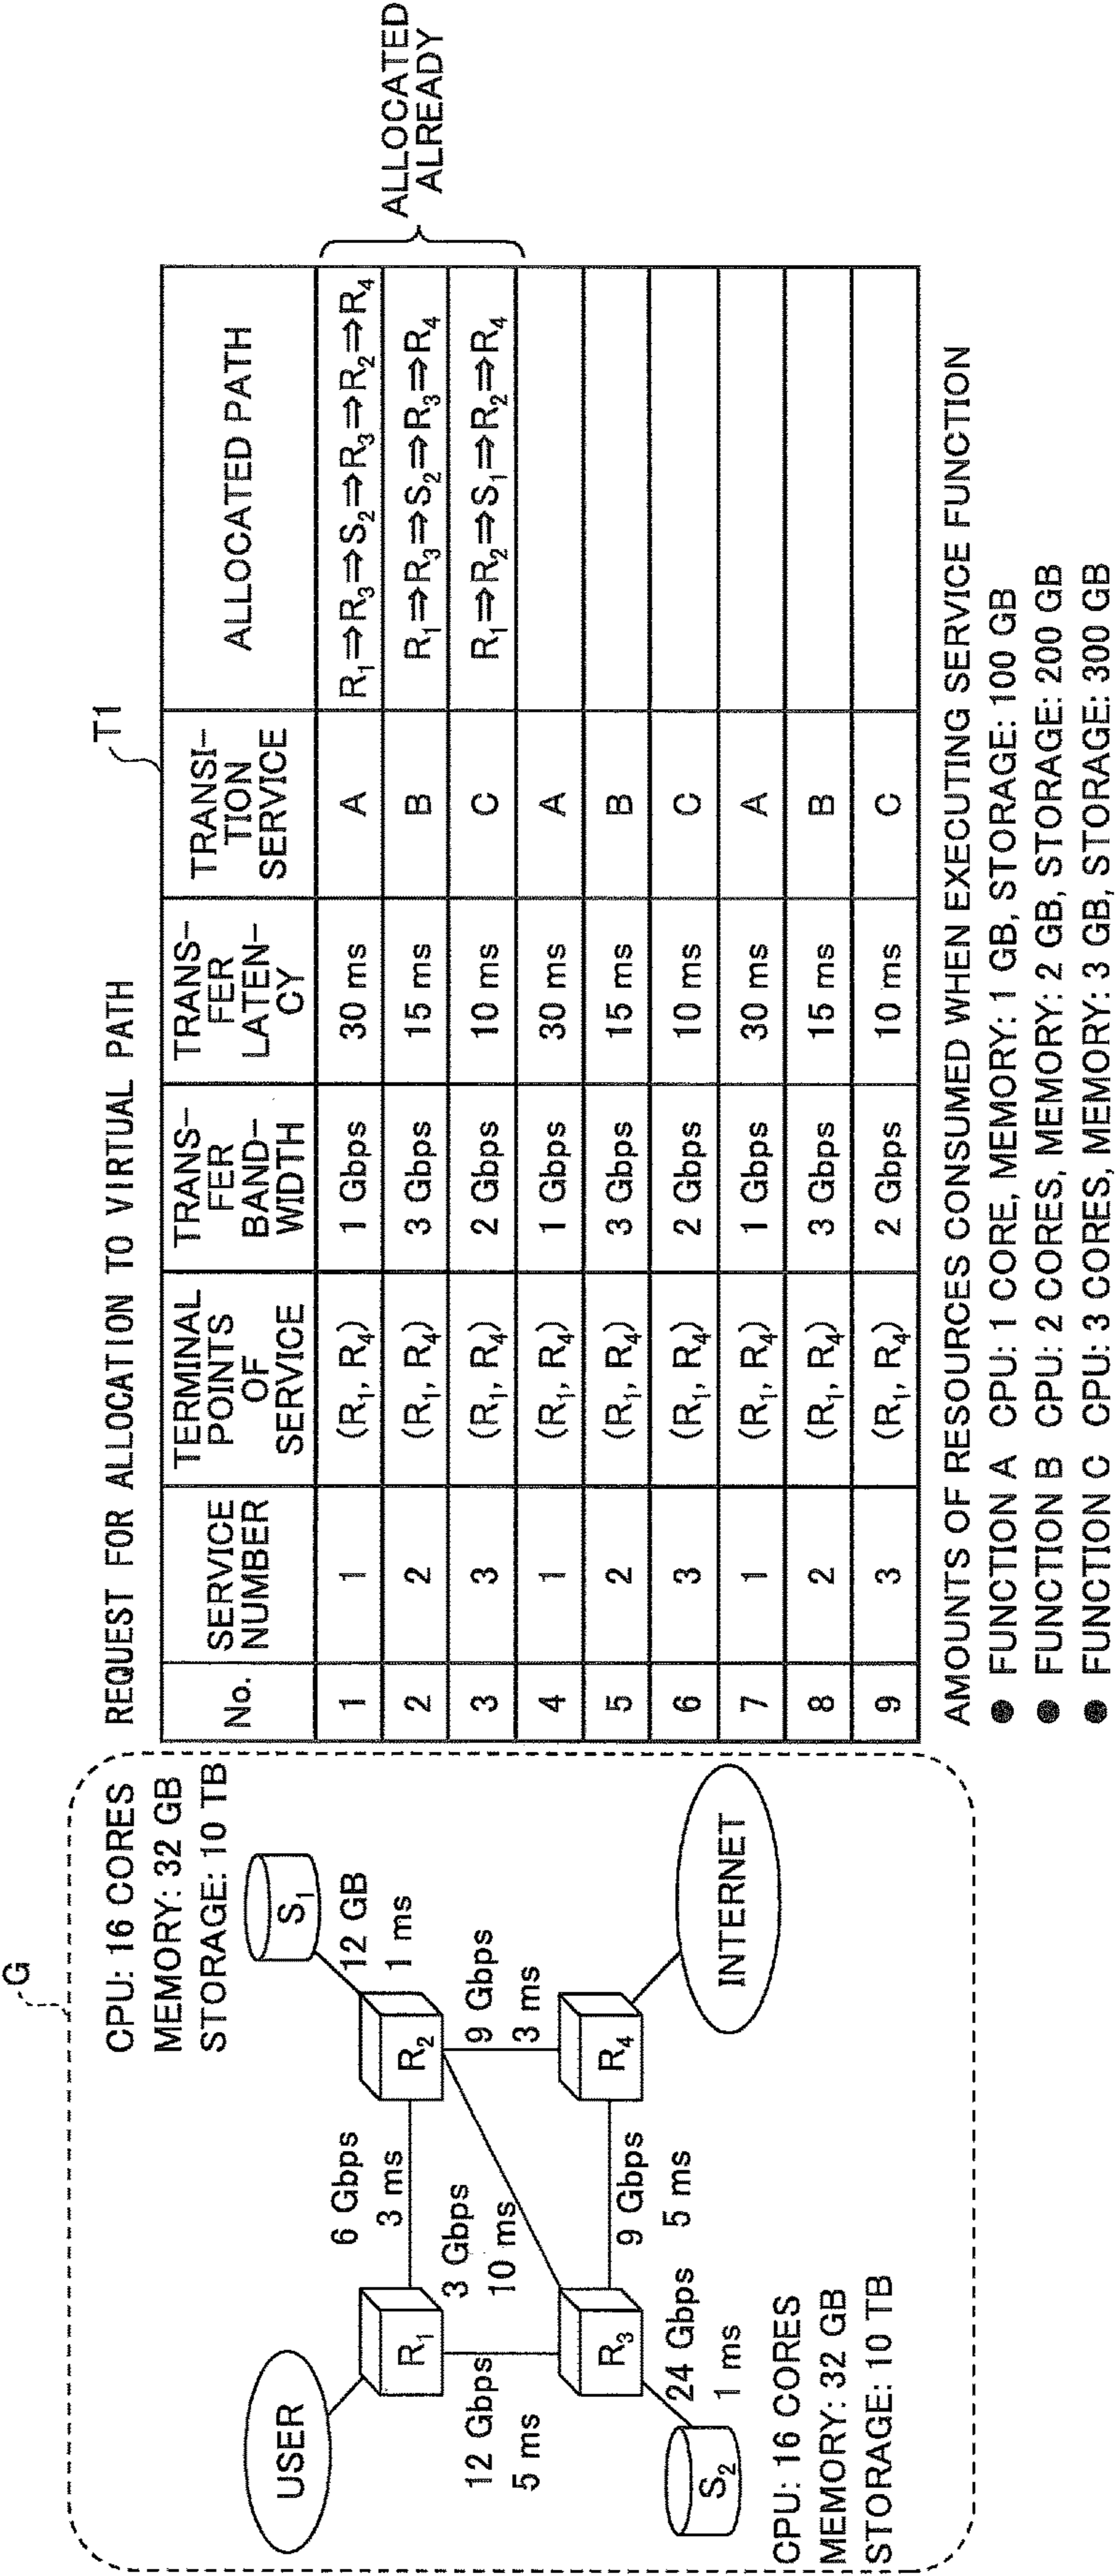 G
CPU: 16 CORES
MEMORY: 32 GB
STORAGE: 10 TB
USER
S1
12 GB
1 ms
6 Gbps
3 ms
R1
R2
3 Gbps
10 ms
9 Gbps
3 ms
12 Gbps
5 ms
R3
R4
9 Gbps
5 ms
24 Gbps
1 ms
S2
INTERNET
CPU: 16 CORES
MEMORY: 32 GB
STORAGE: 10 TB
REQUEST FOR ALLOCATION TO VIRTUAL PATH
T1
No. SERVICE NUMBER TERMINAL POINTS OF SERVICE TRANS- FER BAND- WIDTH TRANS- FER LATEN- CY TRANSI- TION SERVICE ALLOCATED PATH
1 1 (R1, R4) 1 Gbps 30 ms A R1⇒R3⇒S2⇒R3⇒R2⇒R4
2 2 (R1, R4) 3 Gbps 15 ms B R1⇒R3⇒S2⇒R3⇒R4
3 3 (R1, R4) 2 Gbps 10 ms C R1⇒R2⇒S1⇒R2⇒R4
4 1 (R1, R4) 1 Gbps 30 ms A
5 2 (R1, R4) 3 Gbps 15 ms B
6 3 (R1, R4) 2 Gbps 10 ms C
7 1 (R1, R4) 1 Gbps 30 ms A
8 2 (R1, R4) 3 Gbps 15 ms B
9 3 (R1, R4) 2 Gbps 10 ms C
ALLOCATED
ALREADY
AMOUNTS OF RESOURCES CONSUMED WHEN EXECUTING SERVICE FUNCTION
● FUNCTION A CPU: 1 CORE, MEMORY: 1 GB, STORAGE: 100 GB
● FUNCTION B CPU: 2 CORES, MEMORY: 2 GB, STORAGE: 200 GB
● FUNCTION C CPU: 3 CORES, MEMORY: 3 GB, STORAGE: 300 GB